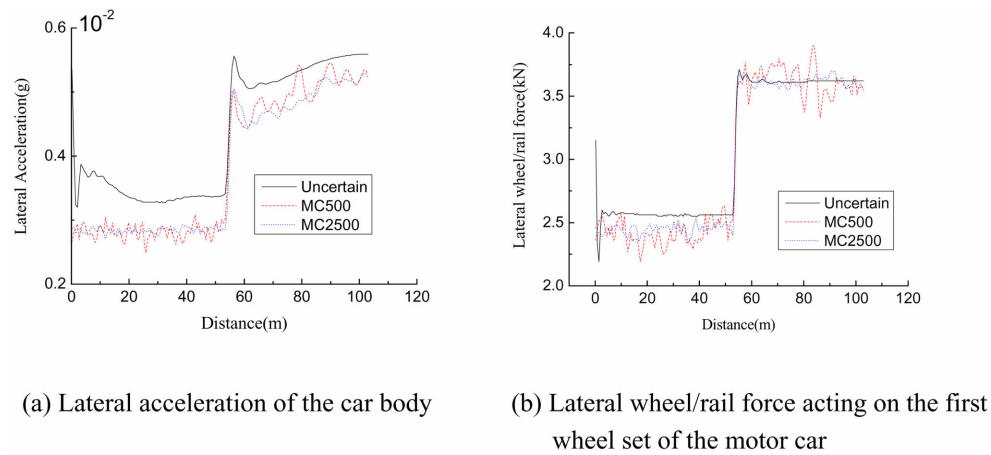 10-2
0.6
0.4
0.2
Lateral Acceleration(g)
Uncertain
MC500
MC2500
0 20 40 60 80 100 120
Distance(m)
(a) Lateral acceleration of the car body
4.0
3.5
3.0
2.5
2.0
Lateral wheel/rail force(kN)
Uncertain
MC500
MC2500
0 20 40 60 80 100 120
Distance(m)
(b) Lateral wheel/rail force acting on the first
wheel set of the motor car